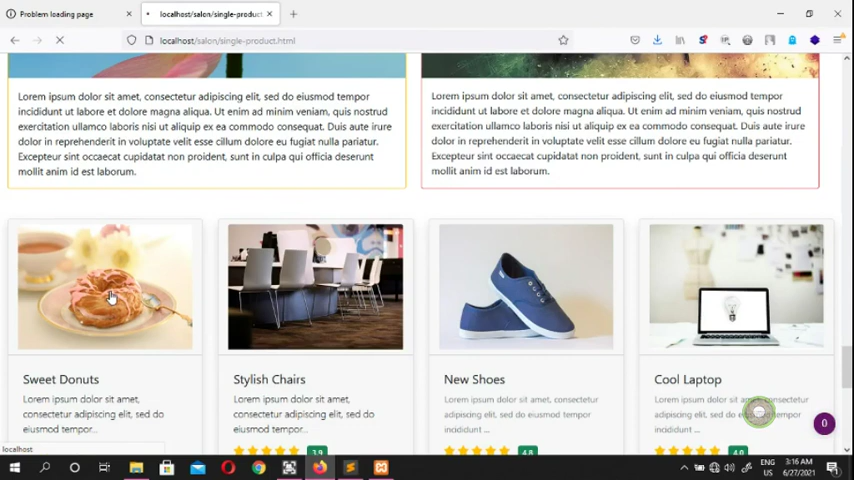 Problem loading page
localhost/salon/single-product.html
localhost/salon/single-product.html
Lorem ipsum dolor sit amet, consectetur adipiscing elit, sed do eiusmod tempor
incididunt ut labore et dolore magna aliqua. Ut enim ad minim veniam, quis nostrud
exercitation ullamco laboris nisi ut aliquip ex ea commodo consequat. Duis aute irure
dolor in reprehenderit in voluptate velit cillum dolore eu fugiat nulla pariatur.
Excepteur sint occaecat cupidatat non proident, sunt in culpa qui officia deserunt
mollit anim id est laborum.
Lorem ipsum dolor sit amet, consectetur adipiscing elit, sed do eiusmod tempor
incididunt ut labore et dolore magna aliqua. Ut enim ad minim veniam, quis nostrud
exercitation ullamco laboris nisi ut aliquip ex ea commodo consequat. Duis aute irure
dolor in reprehenderit in voluptate velit cillum dolore eu fugiat nulla pariatur.
Excepteur sint occaecat cupidatat non proident, sunt in culpa qui officia deserunt
mollit anim id est laborum.
Sweet Donuts
Lorem ipsum dolor sit amet, consectetur
adipiscing elit, sed do eiusmod
tempor...
Stylish Chairs
Lorem ipsum dolor sit amet, consectetur
adipiscing elit, sed do eiusmod
tempor...
3.9
New Shoes
Lorem ipsum dolor sit amet, consectetur
adipiscing elit, sed do eiusmod tempor
incididunt ...
4.8
Cool Laptop
Lorem ipsum dolor sit amet, consectetur
adipiscing elit, sed do eiusmod tempor
incididunt ...
4.0
0
localhost
ENG
US
3:16 AM
6/27/2021